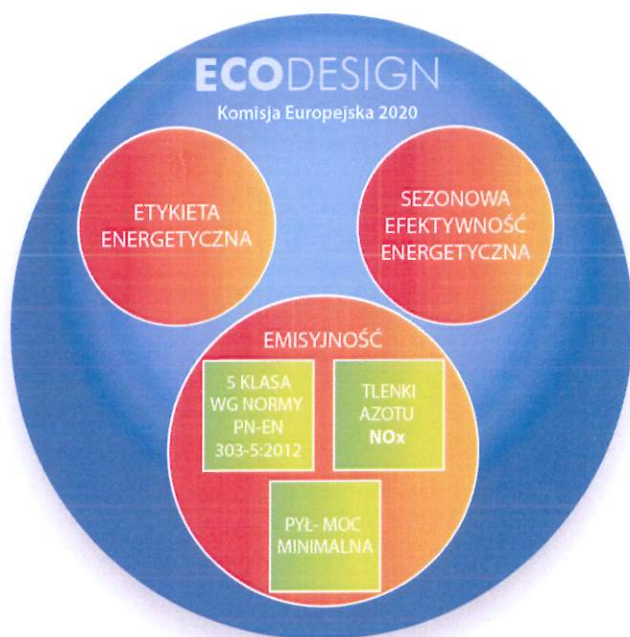 ECODESIGN
Komisja Europejska 2020
ETYKIETA
ENERGETYCZNA
SEZONOWA
EFEKTYWNOŚĆ
ENERGETYCZNA
EMISYJNOŚĆ
5 KLASA
WG NORMY
PN-EN
303-5:2012
TLENKI
AZOTU
NOx
PYŁ- MOC
MINIMALNA